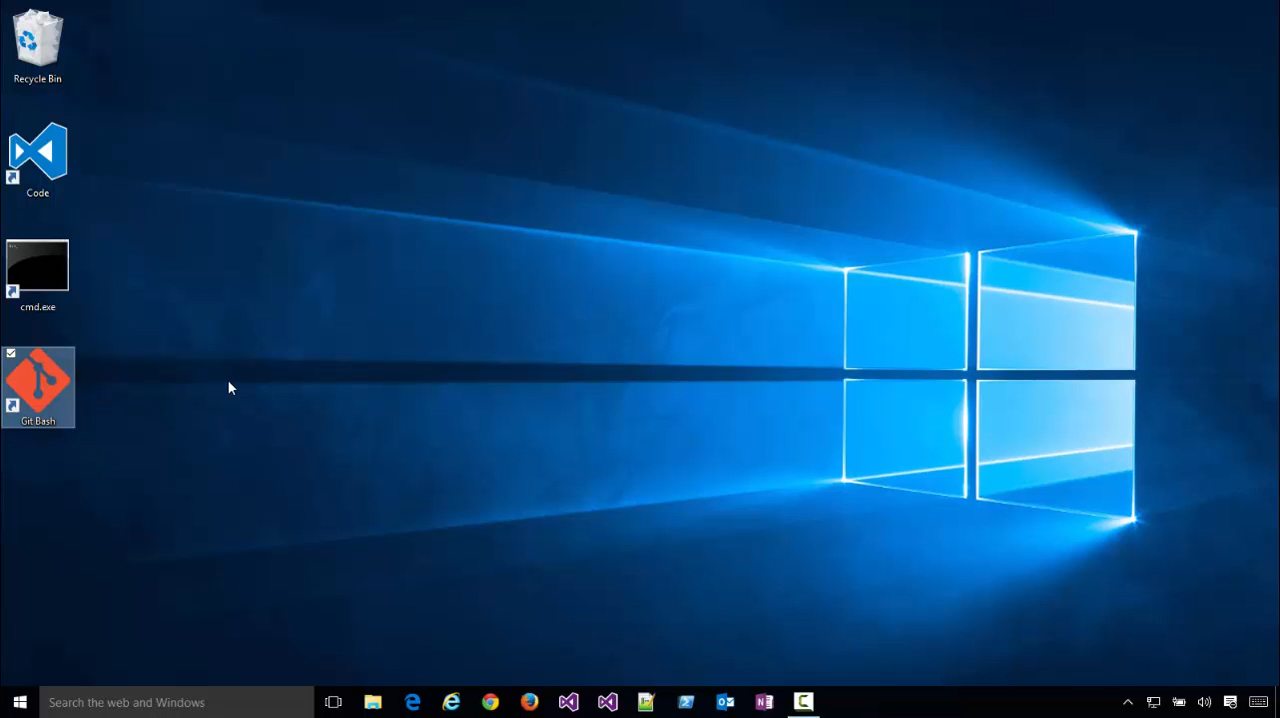 Recycle Bin
Code
cmd.exe
Git Bash
Search the web and Windows